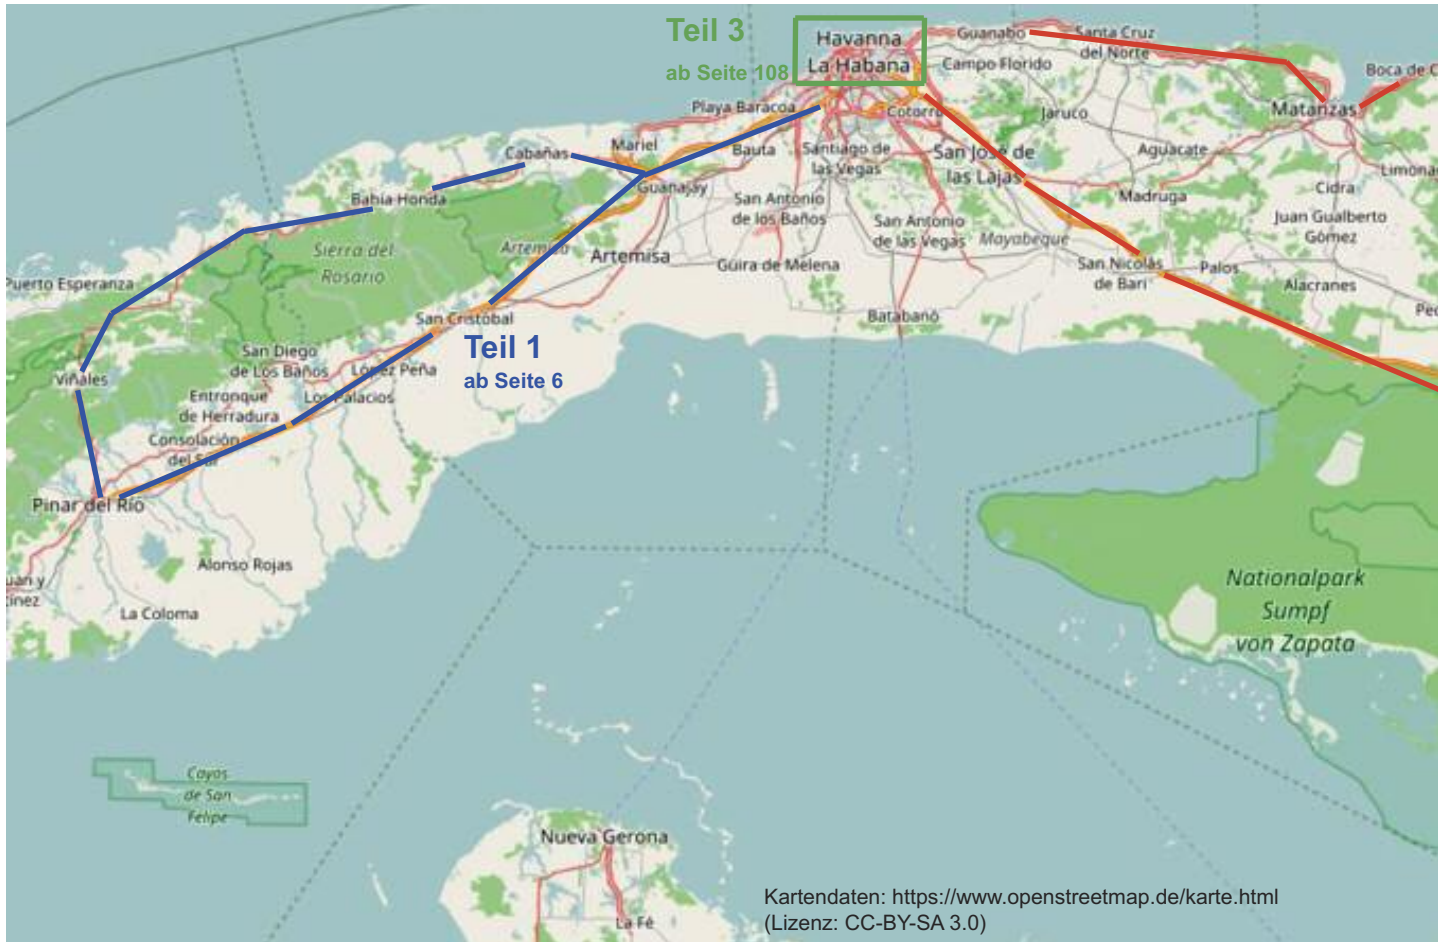 Teil 3
ab Seite 108
Havanna
La Habana
Guanabo
Santa Cruz
del Norte
Campo Florido
Boca de C
Playa Baracoa
Cotorro
Jaruco
Matanzas
Mariel
Cabañas
Bauta
Santiago de
las Vegas
San José de
las Lajas
Aguacate
Limona
Bahía Honda
Guanajay
San Antonio
de los Baños
Madruga
Cidra
Sierra del
Rosario
Artemisa
Artemisa
San Antonio
de las Vegas
Mayabeque
Juan Gualberto
Gómez
Güira de Melena
San Nicolás
de Bari
Palos
Alacranes
Puerto Esperanza
San Cristóbal
Batabanó
Ped
Teil 1
ab Seite 6
San Diego
de Los Baños
López Peña
Viñales
Entronque
de Herradura
Los Palacios
Consolación
del Sur
Pinar del Río
Alonso Rojas
uan y
tínez
La Coloma
Nationalpark
Sumpf
von Zapata
Cayos
de San
Felipe
Nueva Gerona
La Fé
Kartendaten: https://www.openstreetmap.de/karte.html
(Lizenz: CC-BY-SA 3.0)